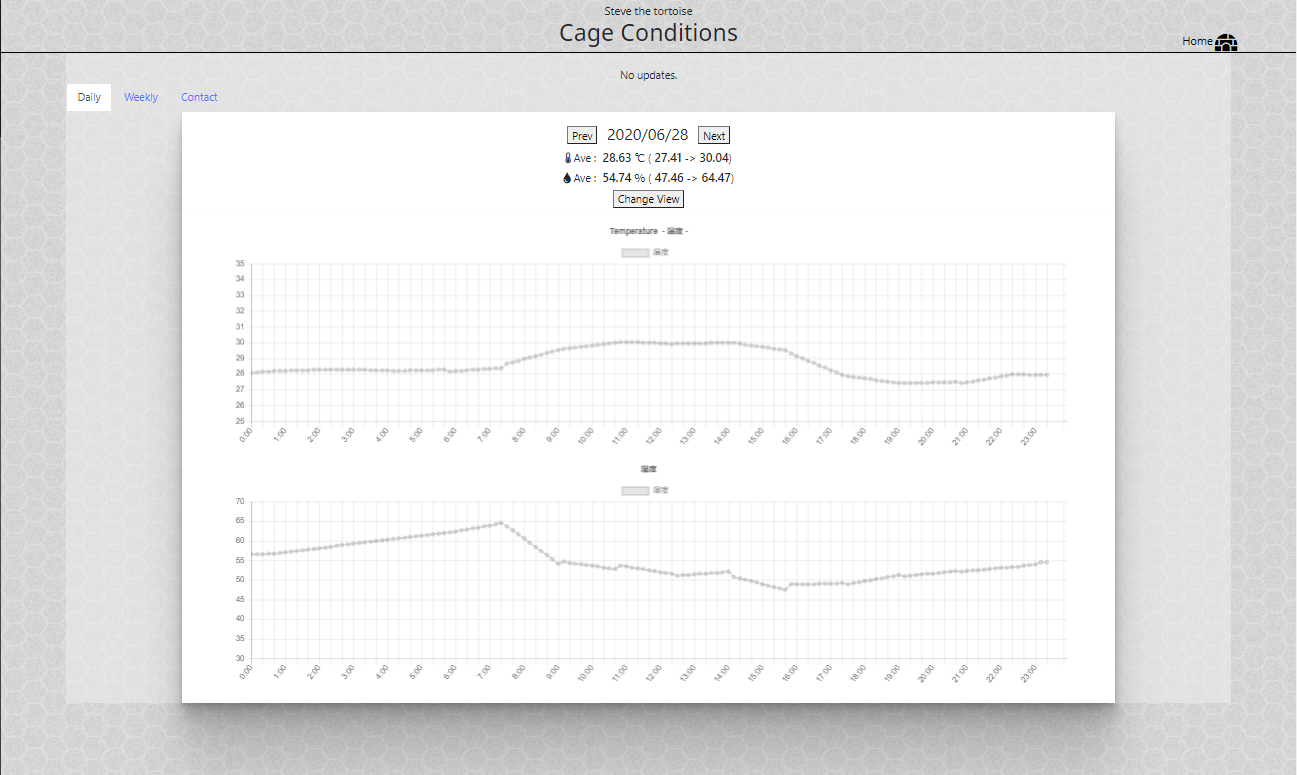 Steve the tortoise
Cage Conditions
Home
No updates.
Daily Weekly Contact
Prev 2020/06/28 Next
Ave : 28.63 ℃ ( 27.41 -> 30.04)
Ave : 54.74 % ( 47.46 -> 64.47)
Change View
Temperature - 温度 -
温度
35
34
33
32
31
30
29
28
27
26
25
0:00 1:00 2:00 3:00 4:00 5:00 6:00 7:00 8:00 9:00 10:00 11:00 12:00 13:00 14:00 15:00 16:00 17:00 18:00 19:00 20:00 21:00 22:00 23:00
70
65
60
55
50
45
40
35
30
0:00 1:00 2:00 3:00 4:00 5:00 6:00 7:00 8:00 9:00 10:00 11:00 12:00 13:00 14:00 15:00 16:00 17:00 18:00 19:00 20:00 21:00 22:00 23:00